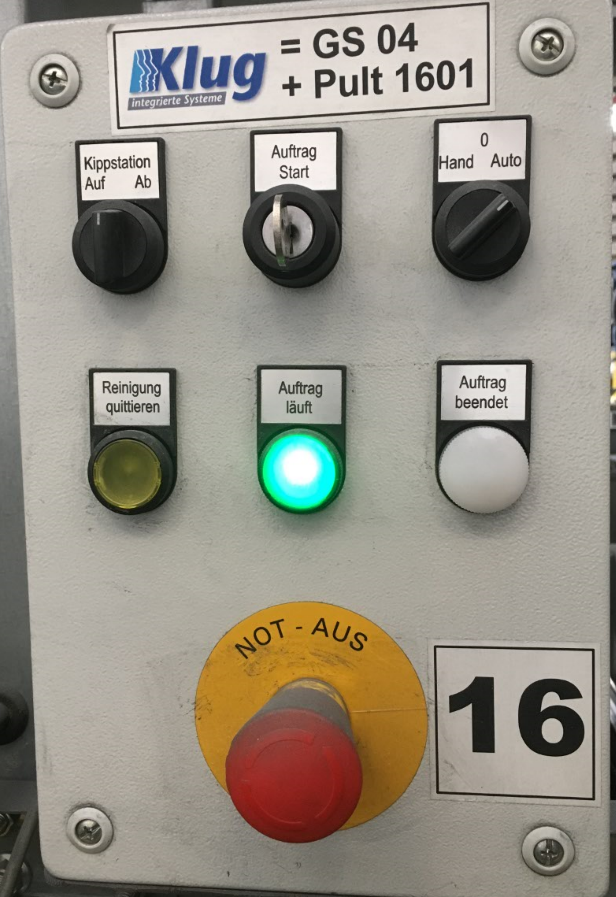 Klug
integrierte Systeme
= GS 04
+ Pult 1601
Kippstation
Auf Ab
Auftrag
Start
0
Hand Auto
Reinigung
quittieren
Auftrag
läuft
Auftrag
beendet
NOT - AUS
16